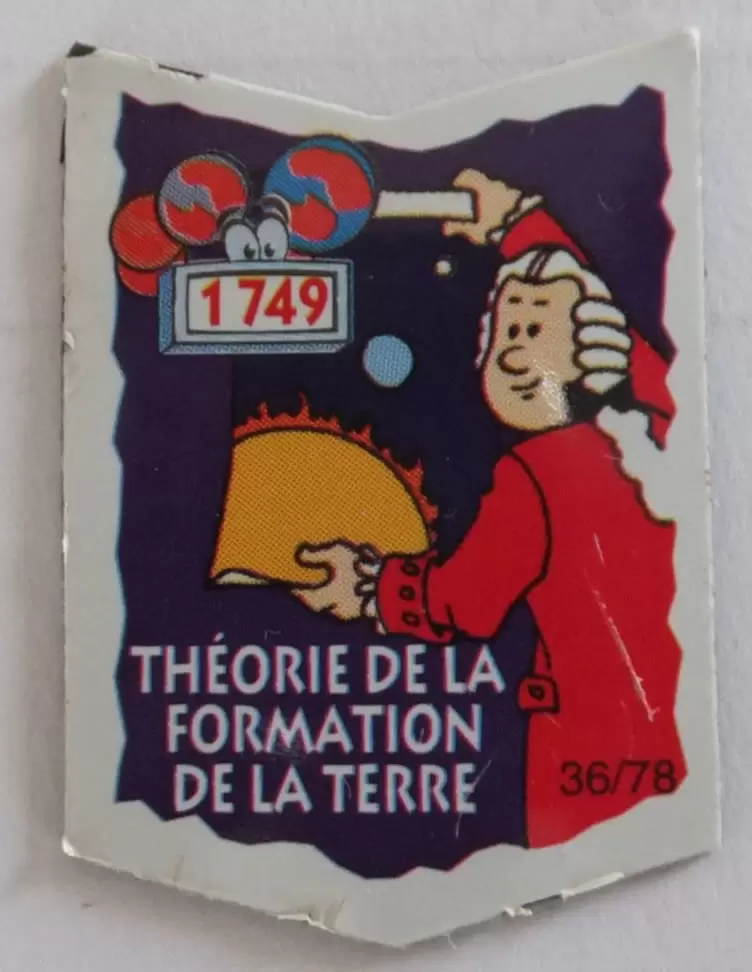 1749
THÉORIE DE LA
FORMATION
DE LA TERRE
36/78